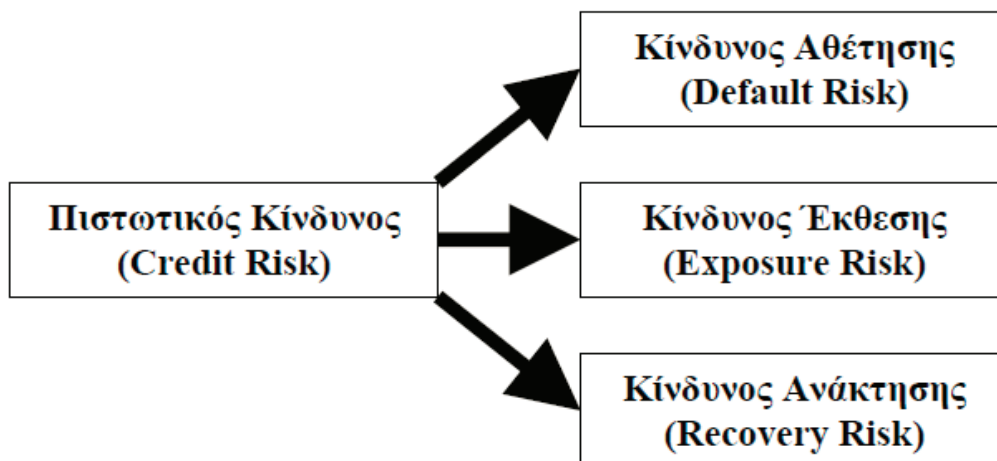 Πιστωτικός Κίνδυνος
(Credit Risk)
Κίνδυνος Αθέτησης
(Default Risk)
Κίνδυνος Έκθεσης
(Exposure Risk)
Κίνδυνος Ανάκτησης
(Recovery Risk)